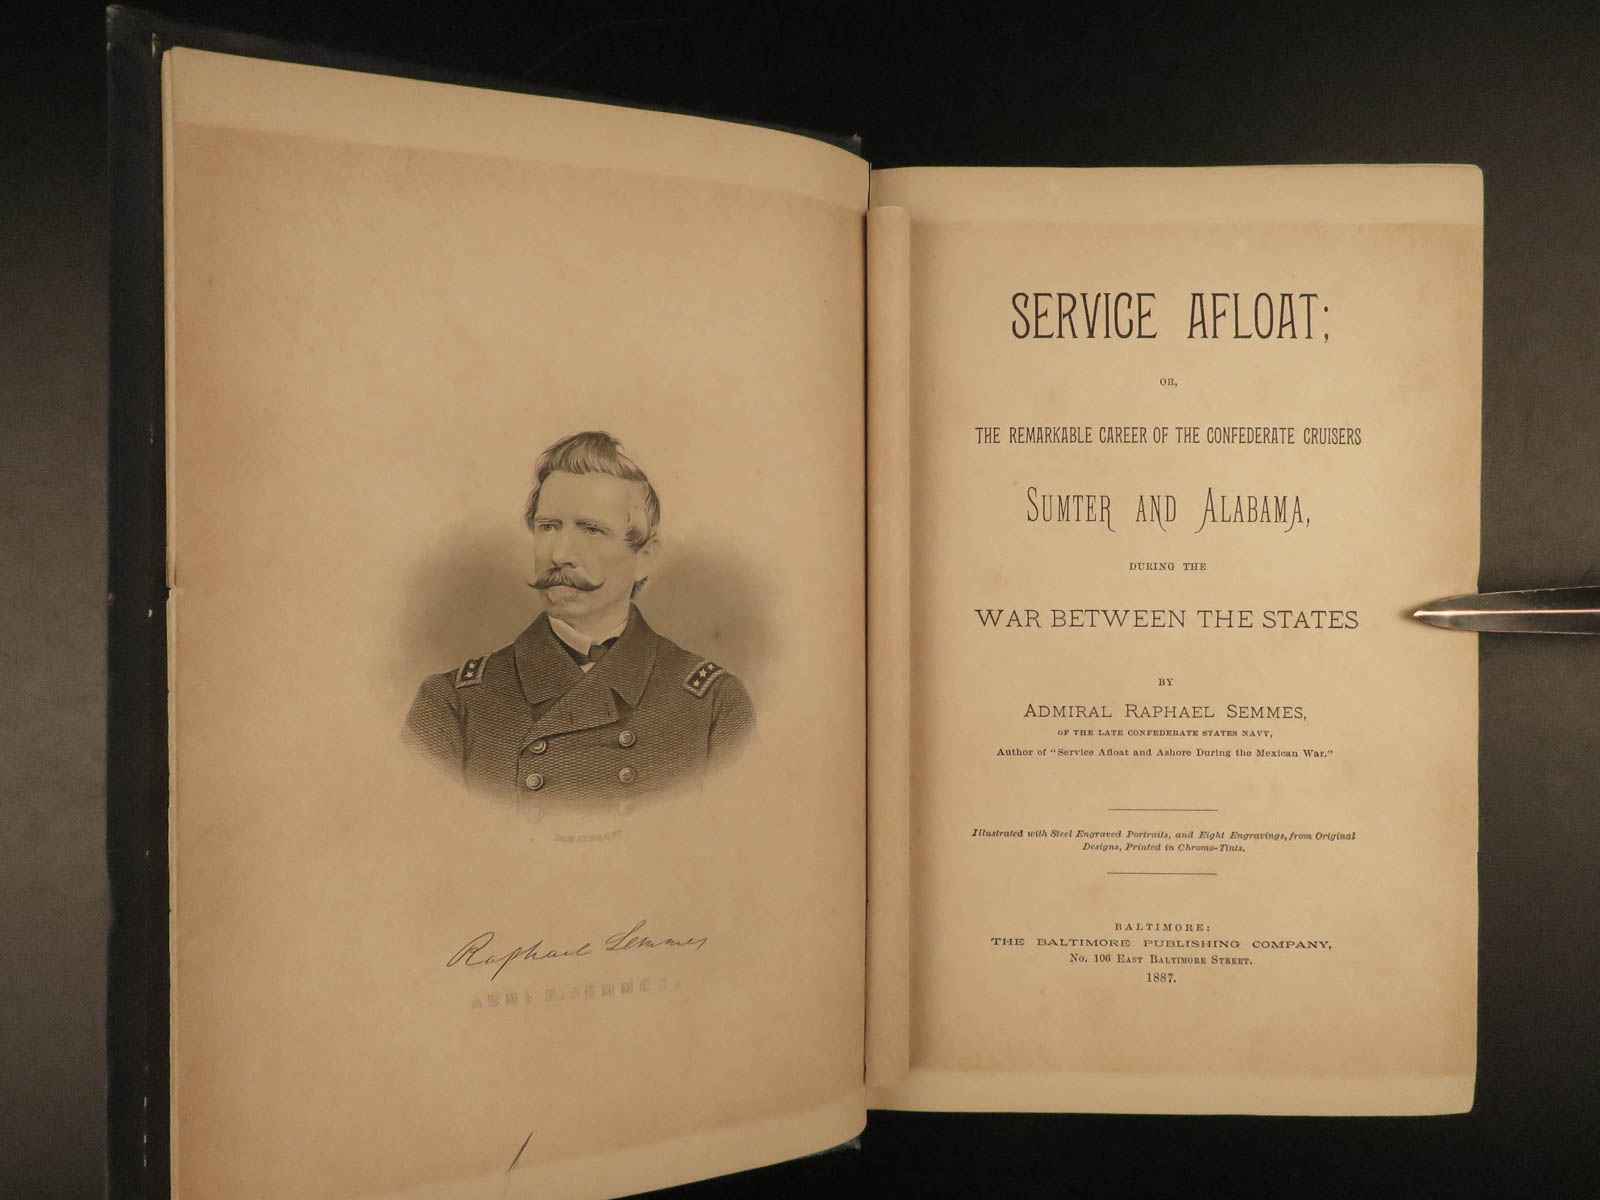 Raphael Semmes
ADML R. SEMMES.
SERVICE AFLOAT;
OR,
THE REMARKABLE CAREER OF THE CONFEDERATE CRUISERS
SUMTER AND ALABAMA,
DURING THE
WAR BETWEEN THE STATES
BY
ADMIRAL RAPHAEL SEMMES,
OF THE LATE CONFEDERATE STATES NAVY,
Author of "Service Afloat and Ashore During the Mexican War."
Illustrated with Steel Engraved Portraits, and Eight Engravings, from Original
Designs, Printed in Chromo-Tints.
BALTIMORE:
THE BALTIMORE PUBLISHING COMPANY,
No. 106 EAST BALTIMORE STREET.
1887.